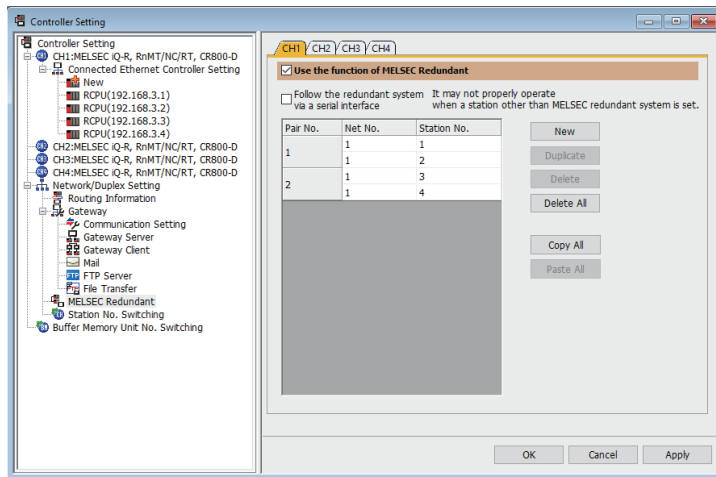 Controller Setting
Controller Setting
CH1:MELSEC iQ-R, RnMT/NC/RT, CR800-D
Connected Ethernet Controller Setting
New
RCPU(192.168.3.1)
RCPU(192.168.3.2)
RCPU(192.168.3.3)
RCPU(192.168.3.4)
CH2:MELSEC iQ-R, RnMT/NC/RT, CR800-D
CH3:MELSEC iQ-R, RnMT/NC/RT, CR800-D
CH4:MELSEC iQ-R, RnMT/NC/RT, CR800-D
Network/Duplex Setting
Routing Information
Gateway
Communication Setting
Gateway Server
Gateway Client
Mail
FTP Server
File Transfer
MELSEC Redundant
Station No. Switching
Buffer Memory Unit No. Switching
CH1 CH2 CH3 CH4
Use the function of MELSEC Redundant
Follow the redundant system
via a serial interface
It may not properly operate
when a station other than MELSEC redundant system is set.
Pair No. Net No. Station No.
1 1 1
1 2
2 1 3
1 4
New
Duplicate
Delete
Delete All
Copy All
Paste All
OK Cancel Apply